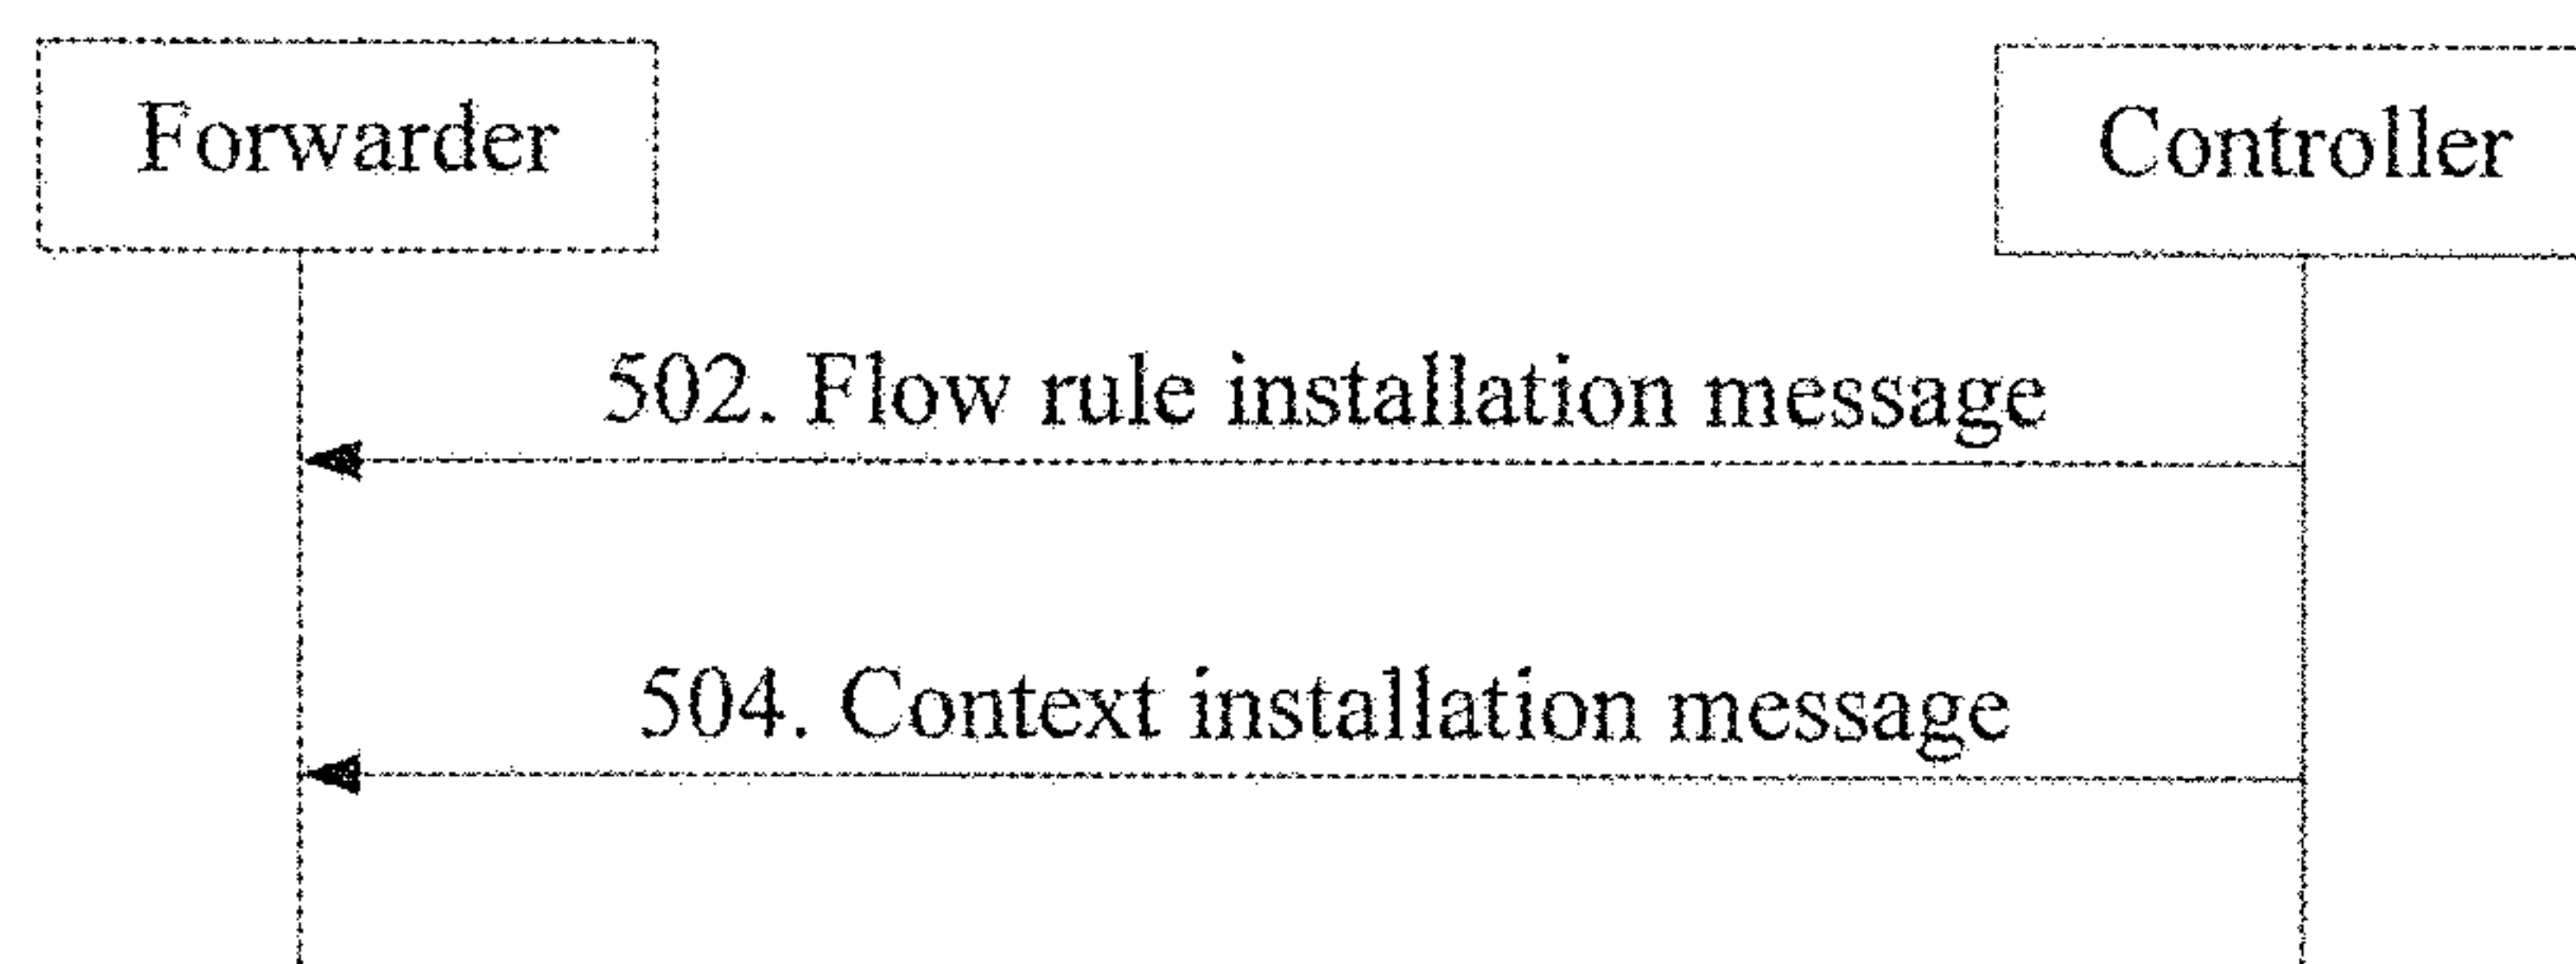 Forwarder
Controller
502. Flow rule installation message
504. Context installation message